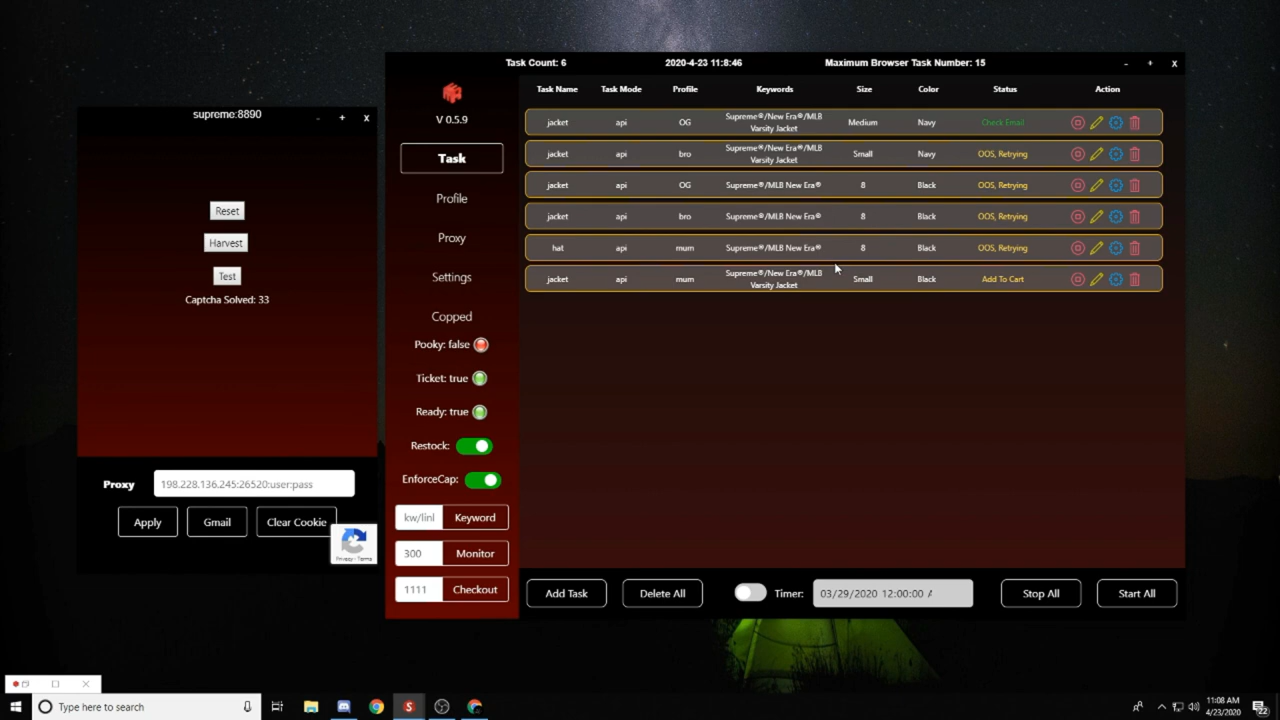 Task Count: 6 2020-4-23 11:8:46 Maximum Browser Task Number: 15 - + X
Task Name Task Mode Profile Keywords Size Color Status Action
supreme:8890 - + X
V 0.5.9
jacket api OG Supreme®/New Era®/MLB Varsity Jacket Medium Navy Check Email
Task
jacket api bro Supreme®/New Era®/MLB Varsity Jacket Small Navy OOS, Retrying
Profile
jacket api OG Supreme®/MLB New Era® 8 Black OOS, Retrying
Reset
jacket api bro Supreme®/MLB New Era® 8 Black OOS, Retrying
Proxy
Harvest
hat api mum Supreme®/MLB New Era® 8 Black OOS, Retrying
Settings
Test
jacket api mum Supreme®/New Era®/MLB Varsity Jacket Small Black Add To Cart
Captcha Solved: 33
Copped
Pooky: false
Ticket: true
Ready: true
Restock:
EnforceCap:
Proxy 198.228.136.245:26520:user:pass
Apply Gmail Clear Cookie
Privacy - Terms
kw/linl Keyword
300 Monitor
1111 Checkout
Add Task Delete All Timer: 03/29/2020 12:00:00 A Stop All Start All
Type here to search
S
11:08 AM
4/23/2020
22